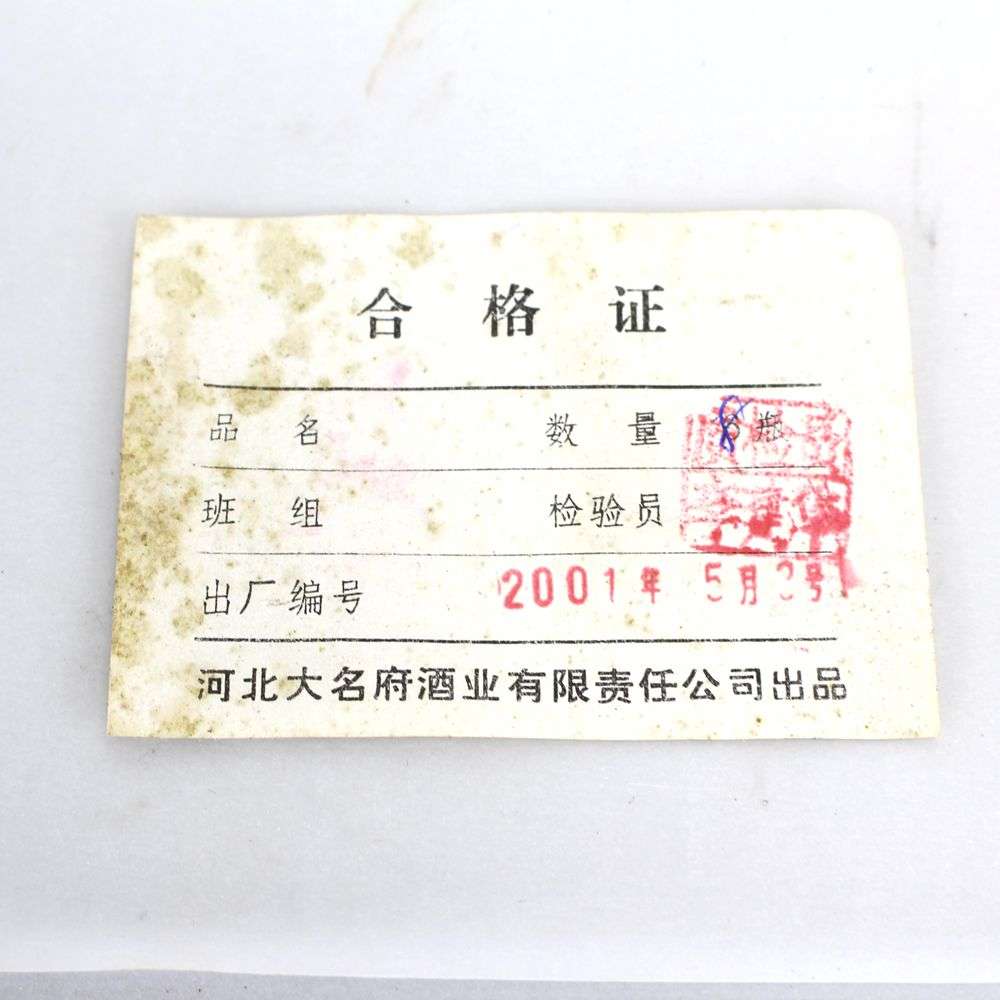 合格证
品名 数量 8瓶
班组 检验员
出厂编号 2001年 5月 号
河北大名府酒业有限责任公司出品